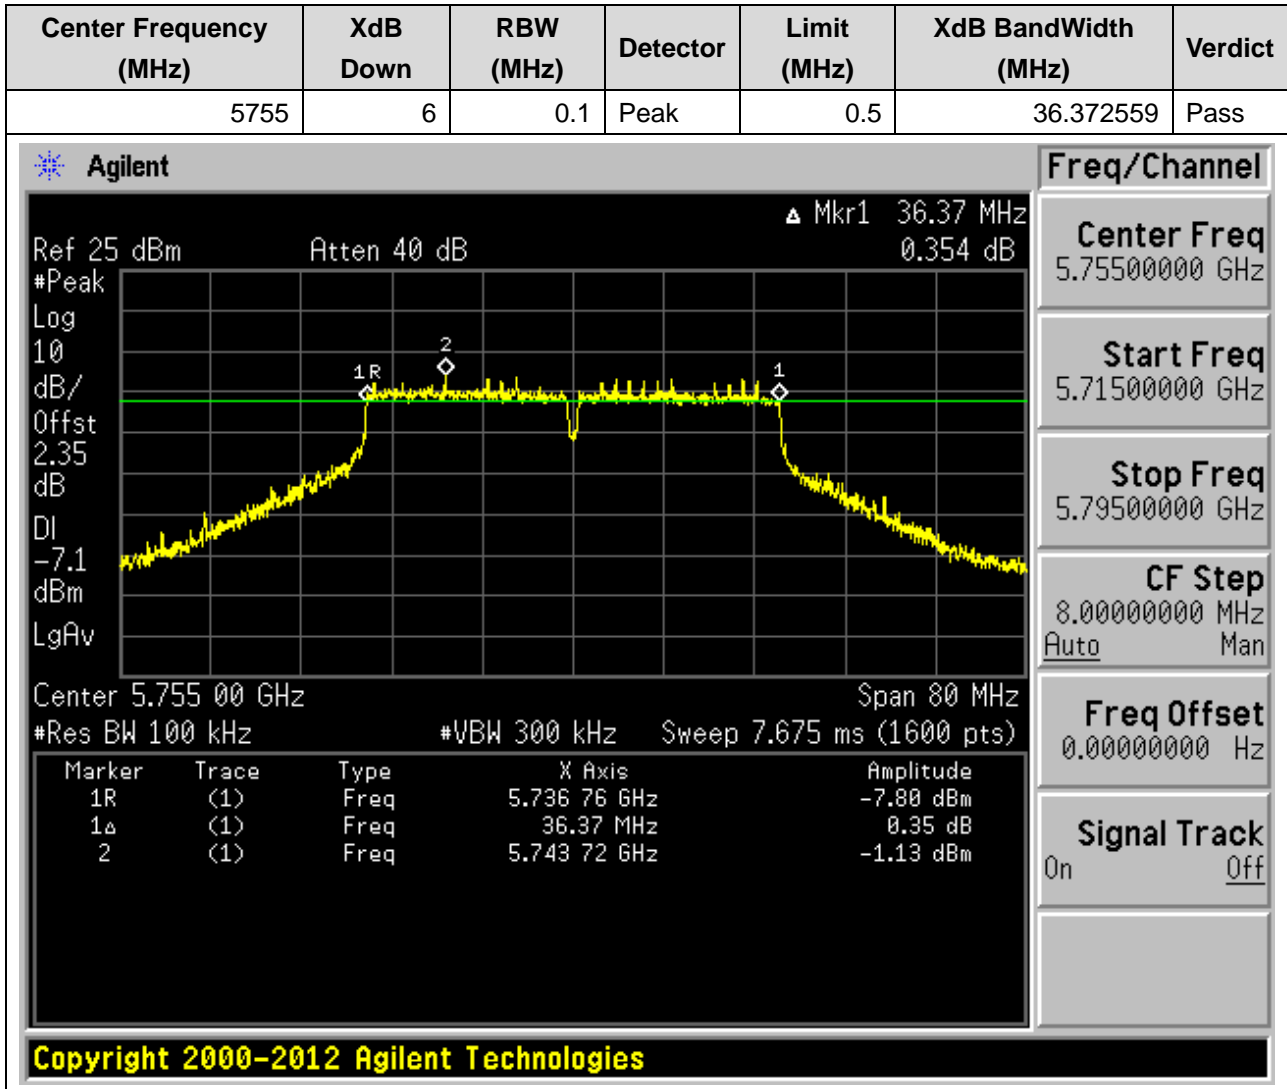 Center Frequency (MHz) XdB Down RBW (MHz) Detector Limit (MHz) XdB BandWidth (MHz) Verdict
5755 6 0.1 Peak 0.5 36.372559 Pass
Agilent
Freq/Channel
Δ Mkr1 36.37 MHz
Ref 25 dBm Atten 40 dB 0.354 dB
#Peak
Log
10
dB/
Offst
2.35
dB
DI
-7.1
dBm
LgAv
1R
2
1
Center 5.755 00 GHz Span 80 MHz
#Res BW 100 kHz #VBW 300 kHz Sweep 7.675 ms (1600 pts)
Marker Trace Type X Axis Amplitude
1R (1) Freq 5.736 76 GHz -7.80 dBm
1Δ (1) Freq 36.37 MHz 0.35 dB
2 (1) Freq 5.743 72 GHz -1.13 dBm
Center Freq
5.75500000 GHz
Start Freq
5.71500000 GHz
Stop Freq
5.79500000 GHz
CF Step
8.00000000 MHz
Auto Man
Freq Offset
0.00000000 Hz
Signal Track
On Off
Copyright 2000-2012 Agilent Technologies